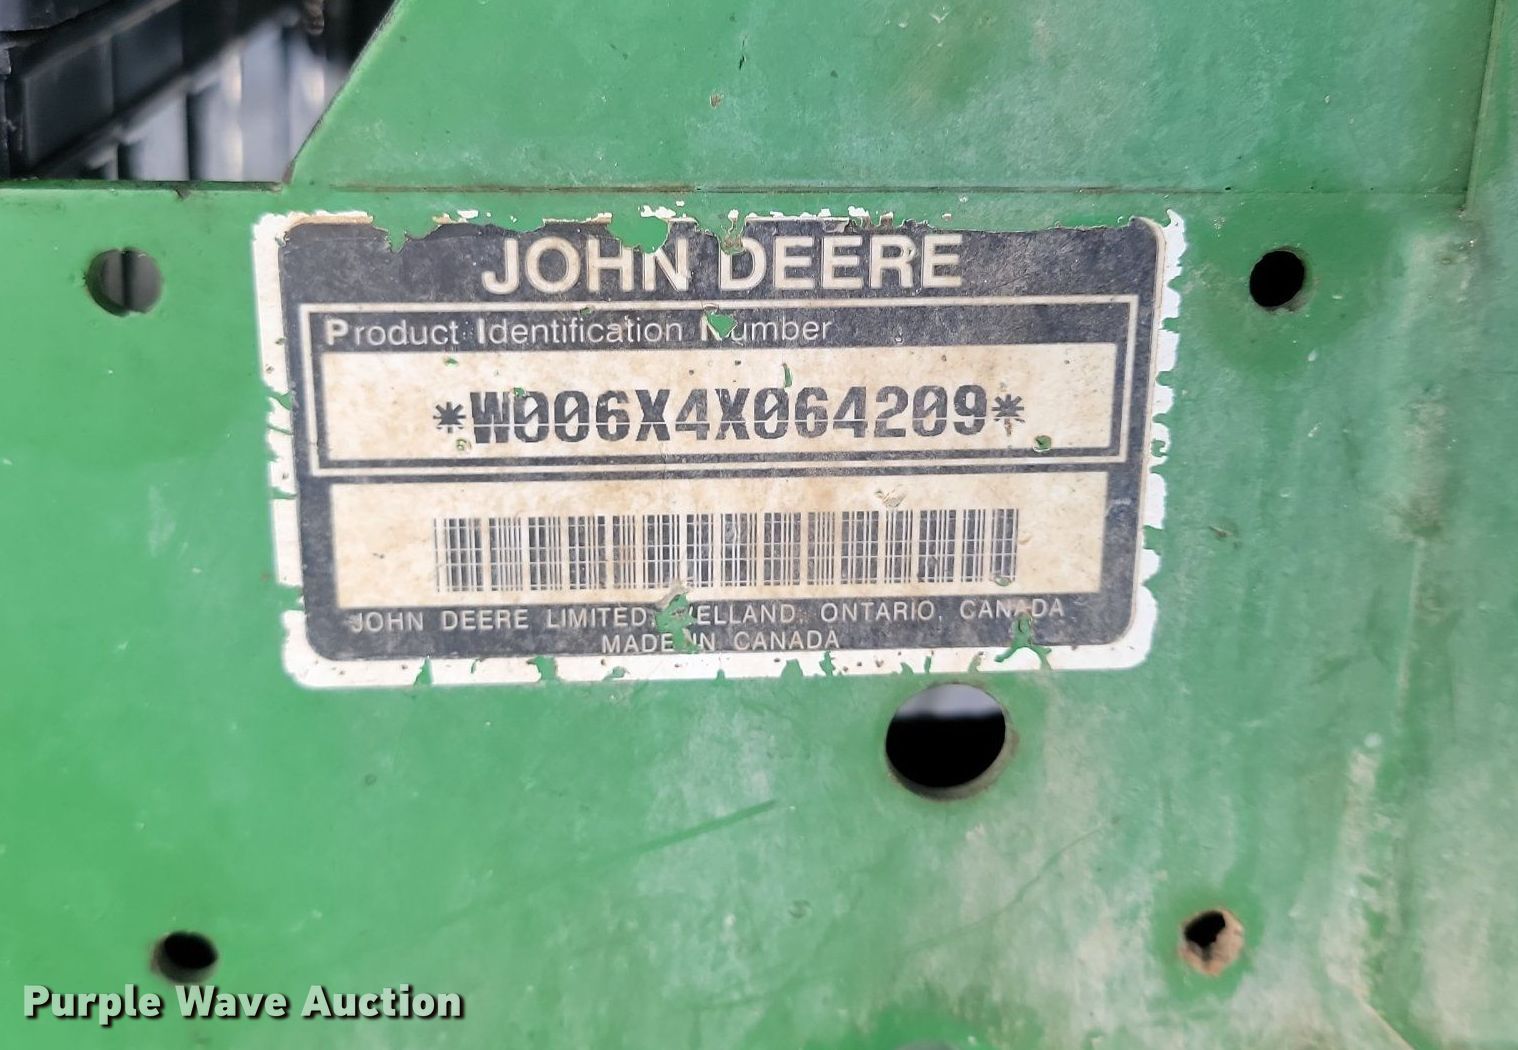 JOHN DEERE
Product Identification Number
*W006X4X064209*
JOHN DEERE LIMITED, WELLAND, ONTARIO, CANADA
MADE IN CANADA
Purple Wave Auction